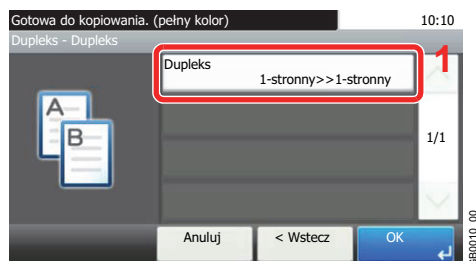 Gotowa do kopiowania. (pełny kolor)
10:10
Dupleks - Dupleks
Dupleks
1-stronny>>1-stronny
1
A
B
1/1
Anuluj
< Wstecz
OK